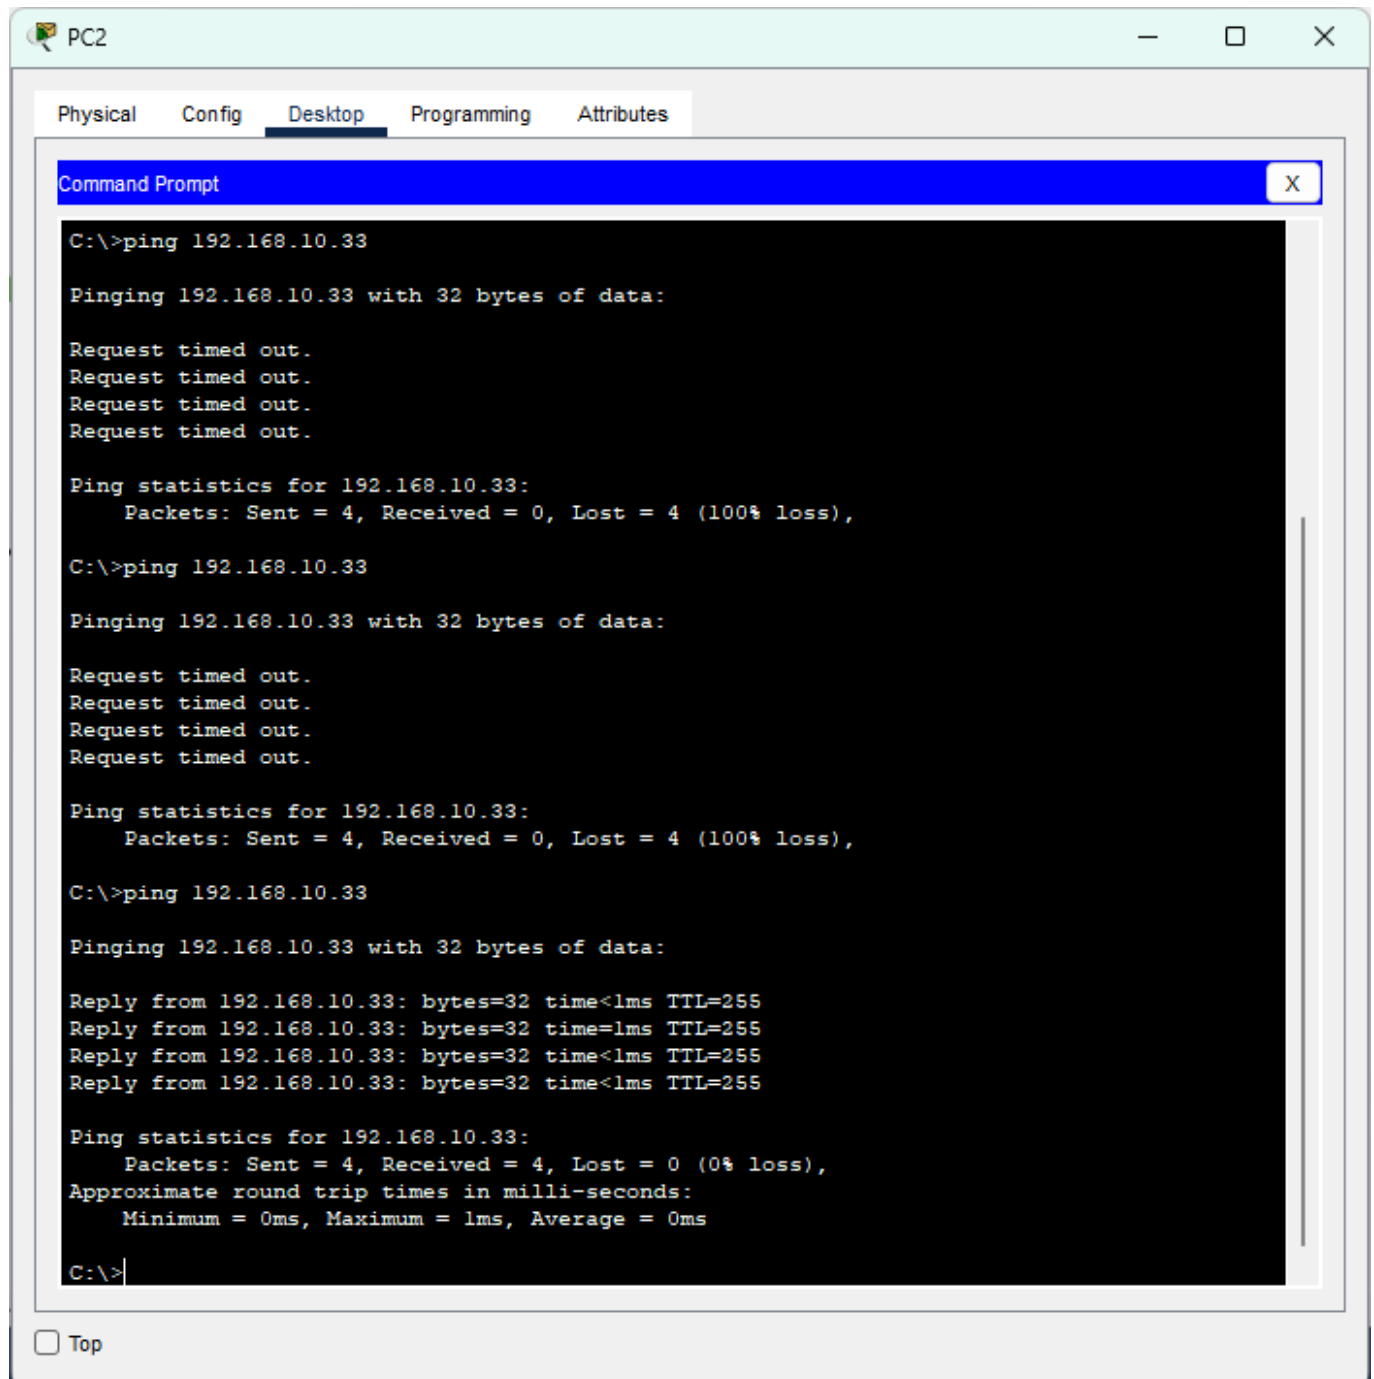 PC2
Physical Config Desktop Programming Attributes
Command Prompt
X
C:\>ping 192.168.10.33
Pinging 192.168.10.33 with 32 bytes of data:
Request timed out.
Request timed out.
Request timed out.
Request timed out.
Ping statistics for 192.168.10.33:
Packets: Sent = 4, Received = 0, Lost = 4 (100% loss),
C:\>ping 192.168.10.33
Pinging 192.168.10.33 with 32 bytes of data:
Request timed out.
Request timed out.
Request timed out.
Request timed out.
Ping statistics for 192.168.10.33:
Packets: Sent = 4, Received = 0, Lost = 4 (100% loss),
C:\>ping 192.168.10.33
Pinging 192.168.10.33 with 32 bytes of data:
Reply from 192.168.10.33: bytes=32 time<1ms TTL=255
Reply from 192.168.10.33: bytes=32 time=1ms TTL=255
Reply from 192.168.10.33: bytes=32 time<1ms TTL=255
Reply from 192.168.10.33: bytes=32 time<1ms TTL=255
Ping statistics for 192.168.10.33:
Packets: Sent = 4, Received = 4, Lost = 0 (0% loss),
Approximate round trip times in milli-seconds:
Minimum = 0ms, Maximum = 1ms, Average = 0ms
C:\>
Top